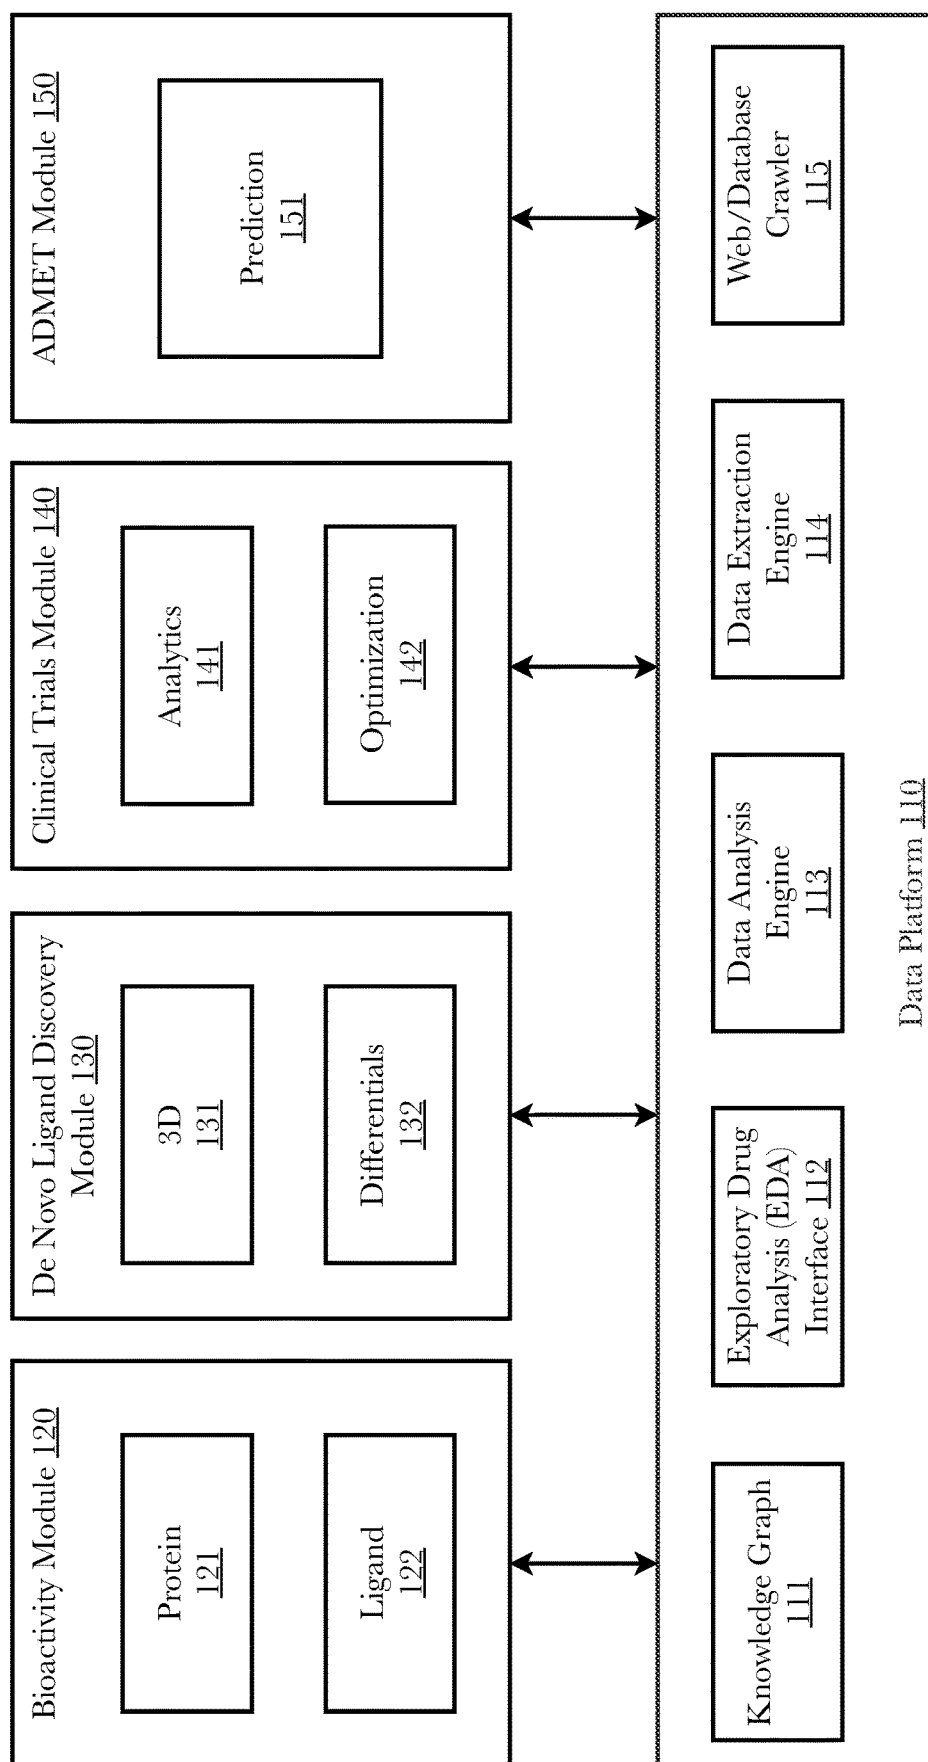 Bioactivity Module 120
Protein
121
Ligand
122
De Novo Ligand Discovery
Module 130
3D
131
Differentials
132
Clinical Trials Module 140
Analytics
141
Optimization
142
ADMET Module 150
Prediction
151
Knowledge Graph
111
Exploratory Drug
Analysis (EDA)
Interface 112
Data Analysis
Engine
113
Data Extraction
Engine
114
Web/Database
Crawler
115
Data Platform 110